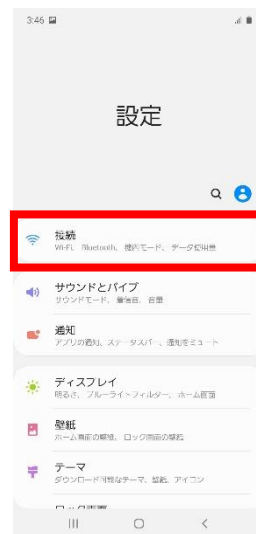 3:46
設定
接続
Wi-Fi、Bluetooth、機内モード、データ使用量
サウンドとバイブ
サウンドモード、着信音、音量
通知
アプリの通知、ステータスバー、通知をミュート
ディスプレイ
明るさ、ブルーライトフィルター、ホーム画面
壁紙
ホーム画面の壁紙、ロック画面の壁紙
テーマ
ダウンロード可能なテーマ、壁紙、アイコン
ロック画面